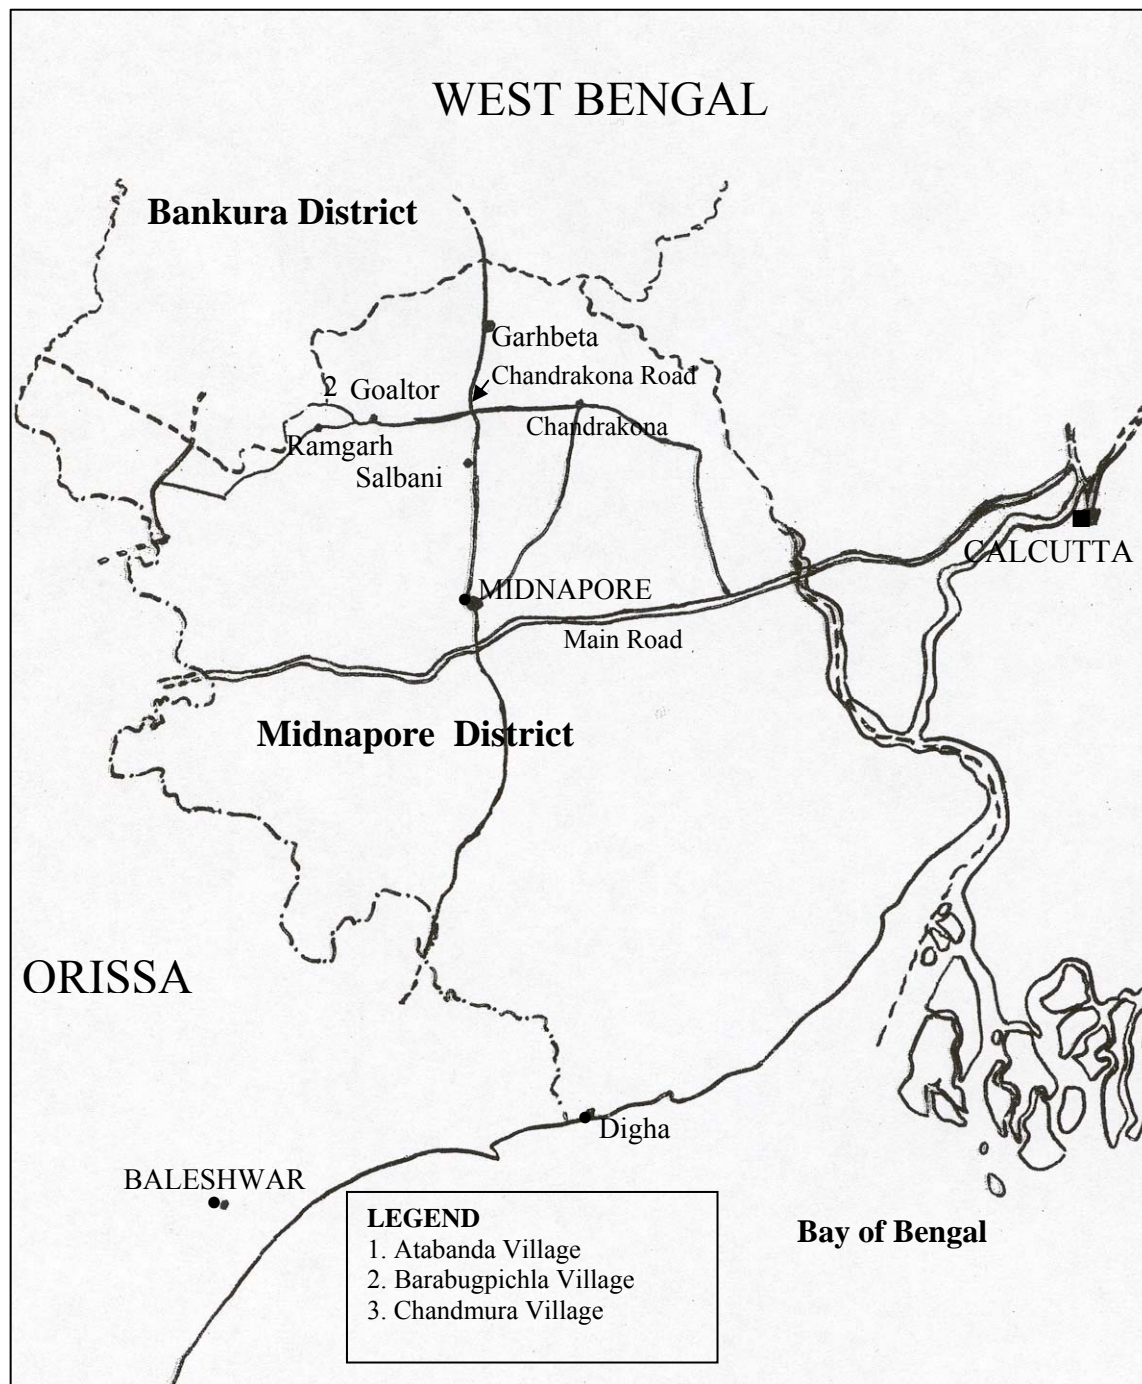 WEST BENGAL
Bankura District
Garhbeta
Chandrakona Road
2 Goaltor
Chandrakona
Ramgarh
Salbani
CALCUTTA
MIDNAPORE
Main Road
Midnapore District
ORISSA
Digha
BALESHWAR
LEGEND
1. Atabanda Village
2. Barabugpichla Village
3. Chandmura Village
Bay of Bengal